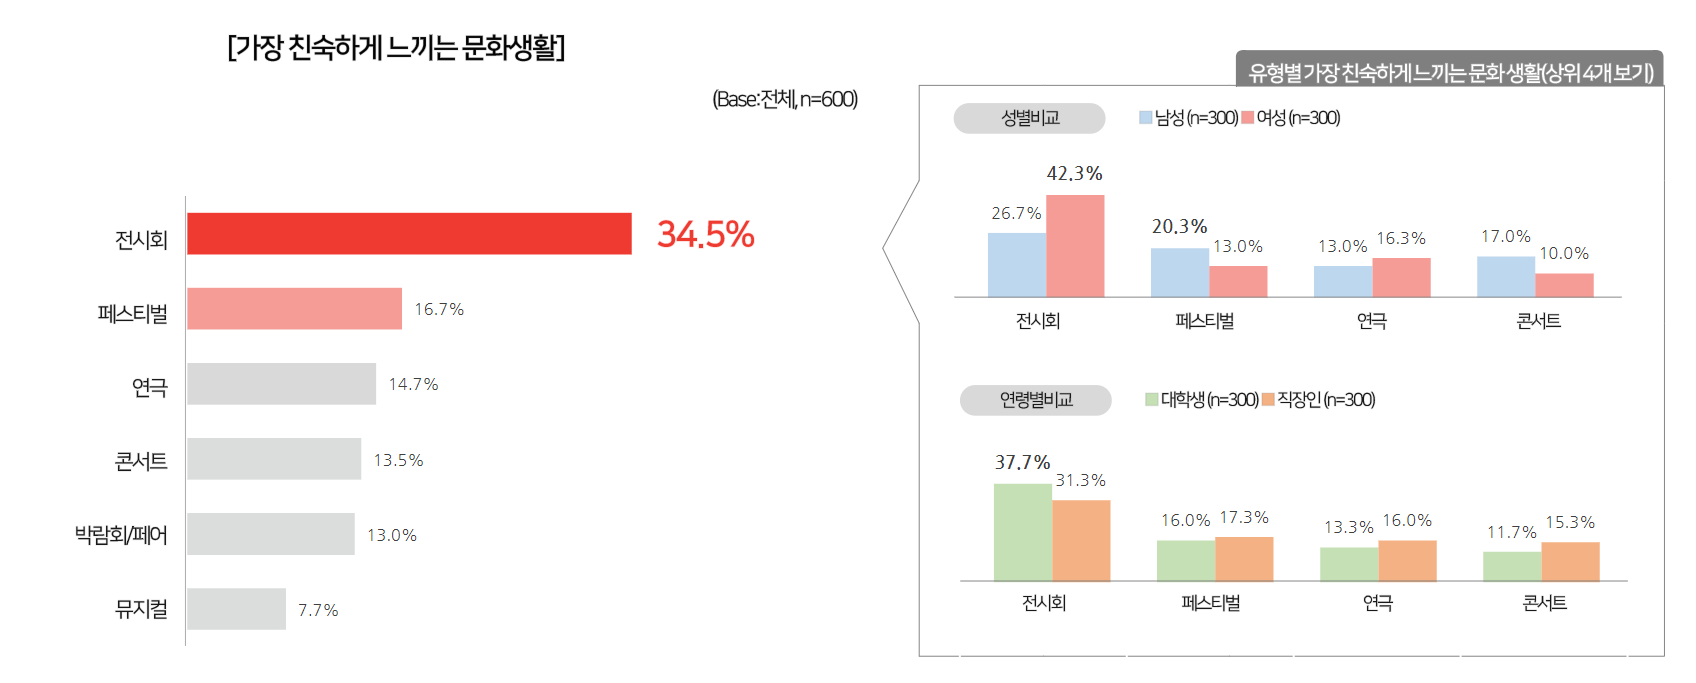 [가장 친숙하게 느끼는 문화생활]
(Base:전체, n=600)
전시회 34.5%
페스티벌 16.7%
연극 14.7%
콘서트 13.5%
박람회/페어 13.0%
뮤지컬 7.7%
유형별 가장 친숙하게 느끼는 문화 생활(상위 4개 보기)
성별비교 남성 (n=300) 여성 (n=300)
26.7% 42.3% 20.3% 13.0% 13.0% 16.3% 17.0% 10.0%
전시회 페스티벌 연극 콘서트
연령별비교 대학생 (n=300) 직장인 (n=300)
37.7% 31.3% 16.0% 17.3% 13.3% 16.0% 11.7% 15.3%
전시회 페스티벌 연극 콘서트